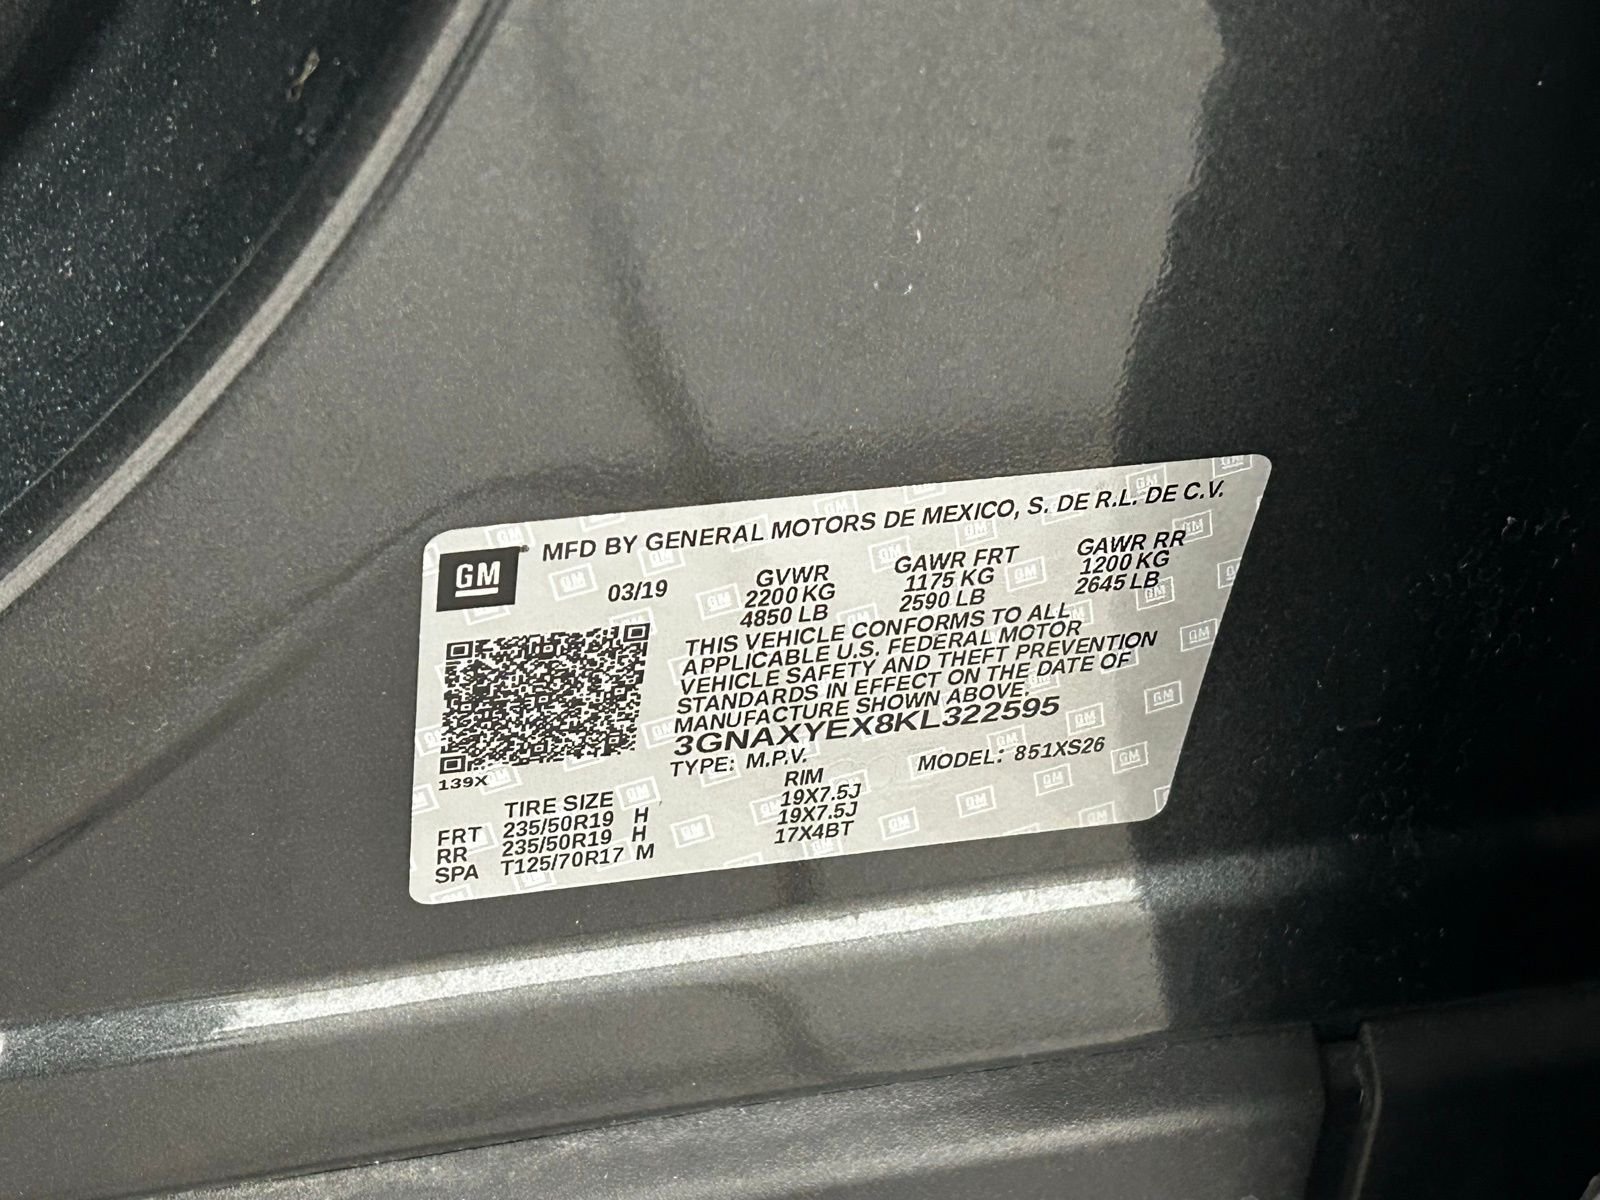 MFD BY GENERAL MOTORS DE MEXICO, S. DE R.L. DE C.V.
GM
03/19
GVWR GAWR FRT GAWR RR
2200 KG 1175 KG 1200 KG
4850 LB 2590 LB 2645 LB
THIS VEHICLE CONFORMS TO ALL
APPLICABLE U.S. FEDERAL MOTOR
VEHICLE SAFETY AND THEFT PREVENTION
STANDARDS IN EFFECT ON THE DATE OF
MANUFACTURE SHOWN ABOVE.
3GNAXYEX8KL322595
TYPE: M.P.V. MODEL: 851XS26
139X
TIRE SIZE RIM
FRT 235/50R19 H 19X7.5J
RR 235/50R19 H 19X7.5J
SPA T125/70R17 M 17X4BT